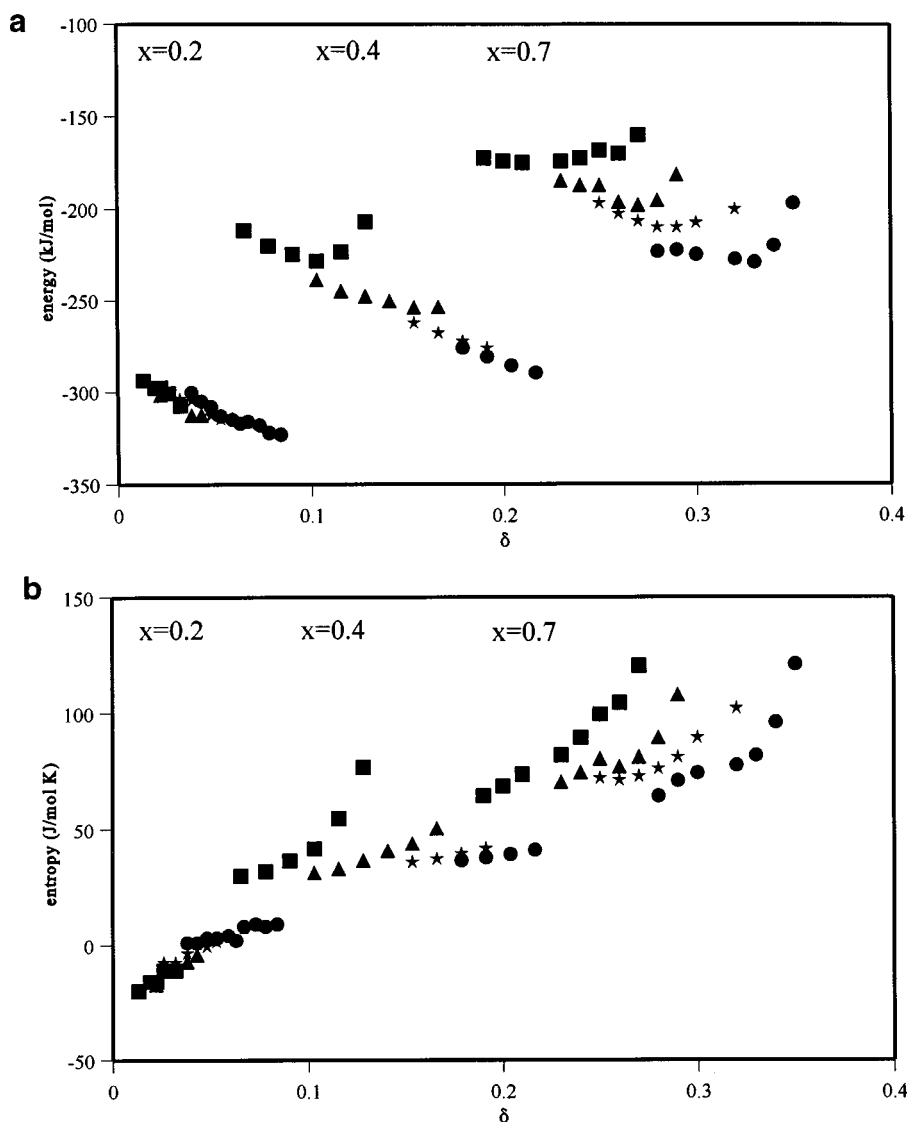 a
-100
x=0.2 x=0.4 x=0.7
-150
-200
energy (kJ/mol)
-250
-300
-350
0 0.1 0.2 0.3 0.4
δ
b
150
x=0.2 x=0.4 x=0.7
100
entropy (J/mol K)
50
0
-50
0 0.1 0.2 0.3 0.4
δ